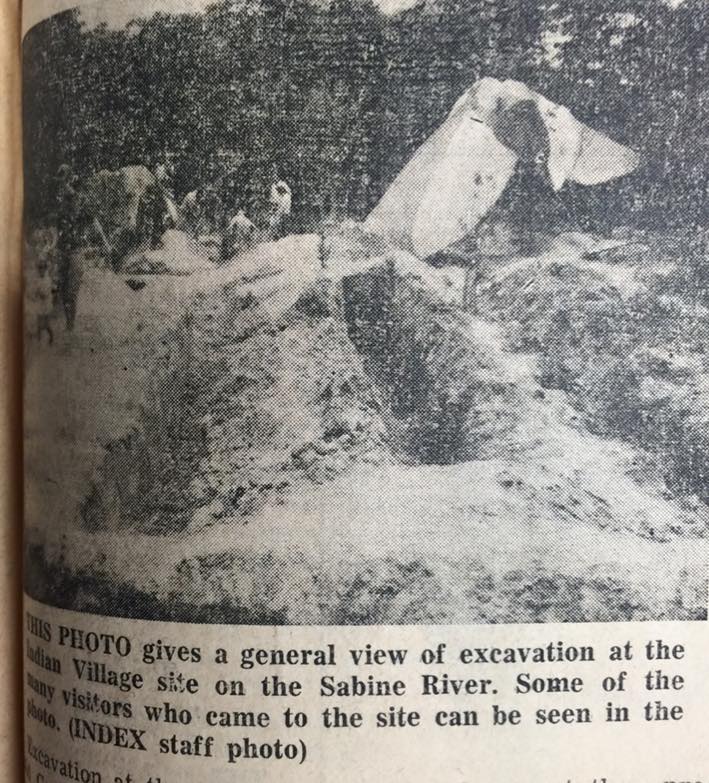 THIS PHOTO gives a general view of excavation at the
Indian Village site on the Sabine River. Some of the
many visitors who came to the site can be seen in the
photo. (INDEX staff photo)
Excavation at